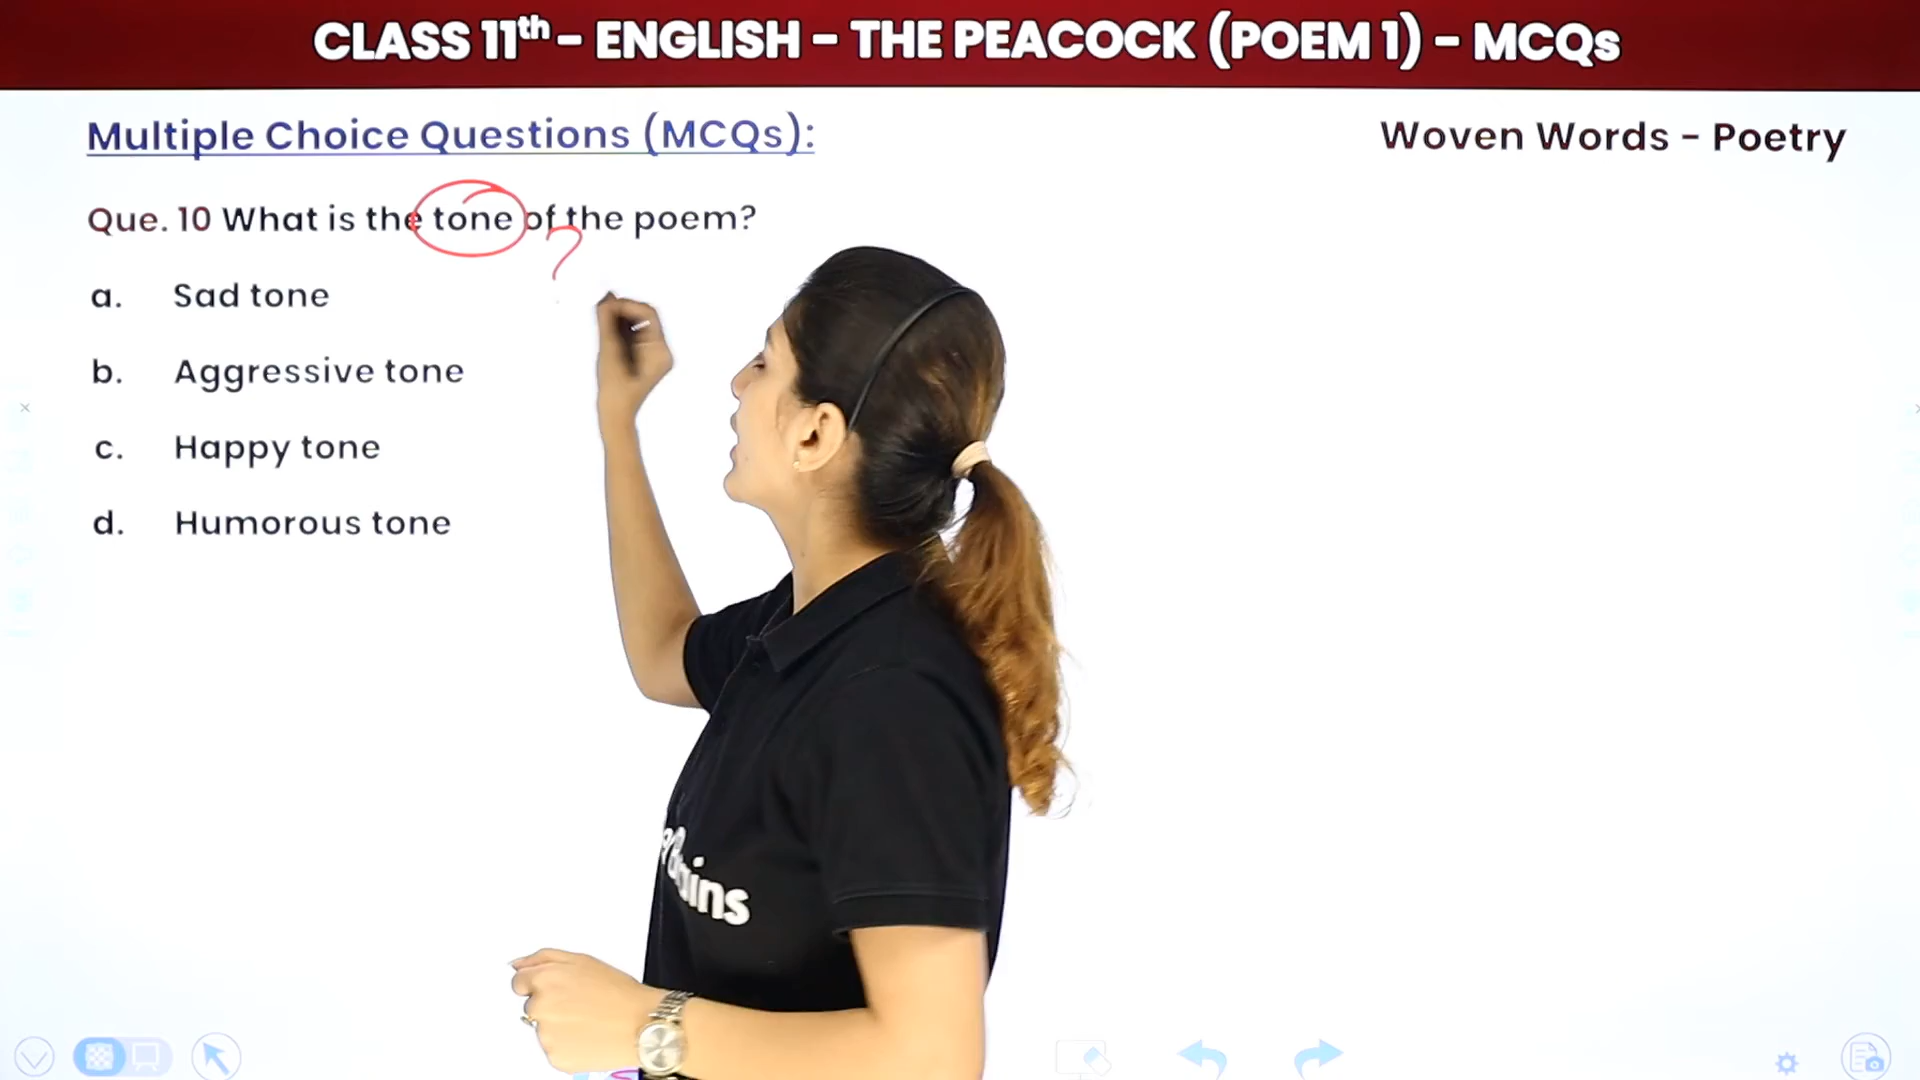 CLASS 11th – ENGLISH – THE PEACOCK (POEM 1) – MCQs
Multiple Choice Questions (MCQs):
Woven Words – Poetry
Que. 10 What is the tone of the poem?
?
a. Sad tone
b. Aggressive tone
c. Happy tone
d. Humorous tone